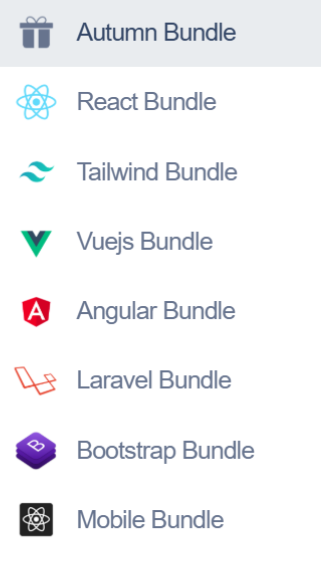 Autumn Bundle
React Bundle
Tailwind Bundle
Vuejs Bundle
Angular Bundle
Laravel Bundle
Bootstrap Bundle
Mobile Bundle